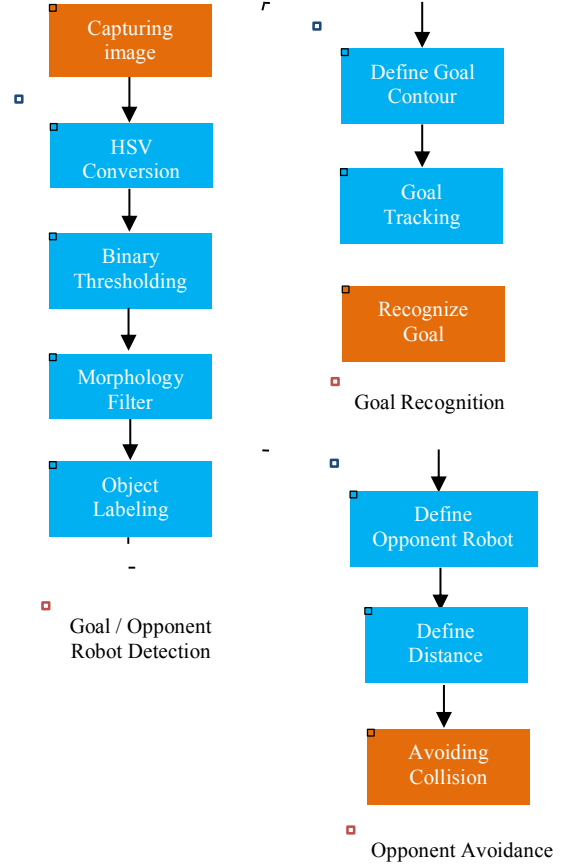 Capturing
image
HSV
Conversion
Binary
Thresholding
Morphology
Filter
Object
Labeling
Goal / Opponent
Robot Detection
Define Goal
Contour
Goal
Tracking
Recognize
Goal
Goal Recognition
Define
Opponent Robot
Define
Distance
Avoiding
Collision
Opponent Avoidance